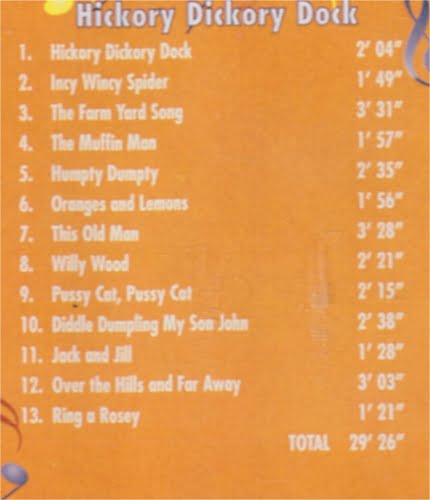 Hickory Dickory Dock
1. Hickory Dickory Dock 2' 04"
2. Incy Wincy Spider 1' 49"
3. The Farm Yard Song 3' 31"
4. The Muffin Man 1' 57"
5. Humpty Dumpty 2' 35"
6. Oranges and Lemons 1' 56"
7. This Old Man 3' 28"
8. Willy Wood 2' 21"
9. Pussy Cat, Pussy Cat 2' 15"
10. Diddle Dumpling My Son John 2' 38"
11. Jack and Jill 1' 28"
12. Over the Hills and Far Away 3' 03"
13. Ring a Rosey 1' 21"
TOTAL 29' 26"